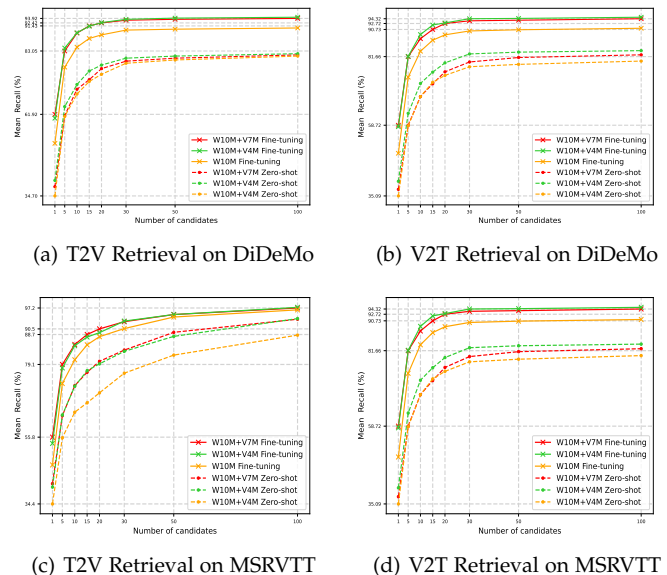 93.92
91.45
83.05
61.92
34.70
Mean Recall (%)
1 5 10 15 20 30 50 100
Number of candidates
W10M+V7M Fine-tuning
W10M+V4M Fine-tuning
W10M Fine-tuning
W10M+V7M Zero-shot
W10M+V4M Zero-shot
W10M+V4M Zero-shot
(a) T2V Retrieval on DiDeMo
94.32
92.72
90.73
81.66
58.72
35.09
Mean Recall (%)
1 5 10 15 20 30 50 100
Number of candidates
W10M+V7M Fine-tuning
W10M+V4M Fine-tuning
W10M Fine-tuning
W10M+V7M Zero-shot
W10M+V4M Zero-shot
W10M+V4M Zero-shot
(b) V2T Retrieval on DiDeMo
97.2
90.5
88.7
79.1
55.8
34.4
Mean Recall (%)
1 5 10 15 20 30 50 100
Number of candidates
W10M+V7M Fine-tuning
W10M+V4M Fine-tuning
W10M Fine-tuning
W10M+V7M Zero-shot
W10M+V4M Zero-shot
W10M+V4M Zero-shot
(c) T2V Retrieval on MSRVTT
94.32
92.72
90.73
81.66
58.72
35.09
Mean Recall (%)
1 5 10 15 20 30 50 100
Number of candidates
W10M+V7M Fine-tuning
W10M+V4M Fine-tuning
W10M Fine-tuning
W10M+V7M Zero-shot
W10M+V4M Zero-shot
W10M+V4M Zero-shot
(d) V2T Retrieval on MSRVTT